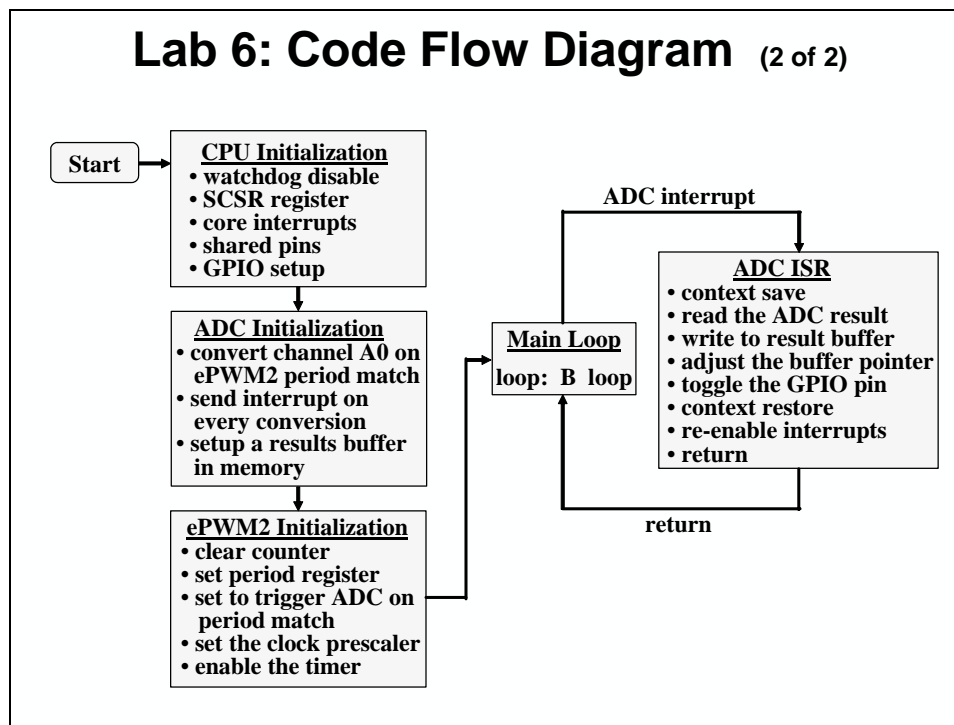 Lab 6: Code Flow Diagram (2 of 2)
Start
CPU Initialization
• watchdog disable
• SCSR register
• core interrupts
• shared pins
• GPIO setup
ADC Initialization
• convert channel A0 on
ePWM2 period match
• send interrupt on
every conversion
• setup a results buffer
in memory
ePWM2 Initialization
• clear counter
• set period register
• set to trigger ADC on
period match
• set the clock prescaler
• enable the timer
Main Loop
loop: B loop
ADC interrupt
ADC ISR
• context save
• read the ADC result
• write to result buffer
• adjust the buffer pointer
• toggle the GPIO pin
• context restore
• re-enable interrupts
• return
return